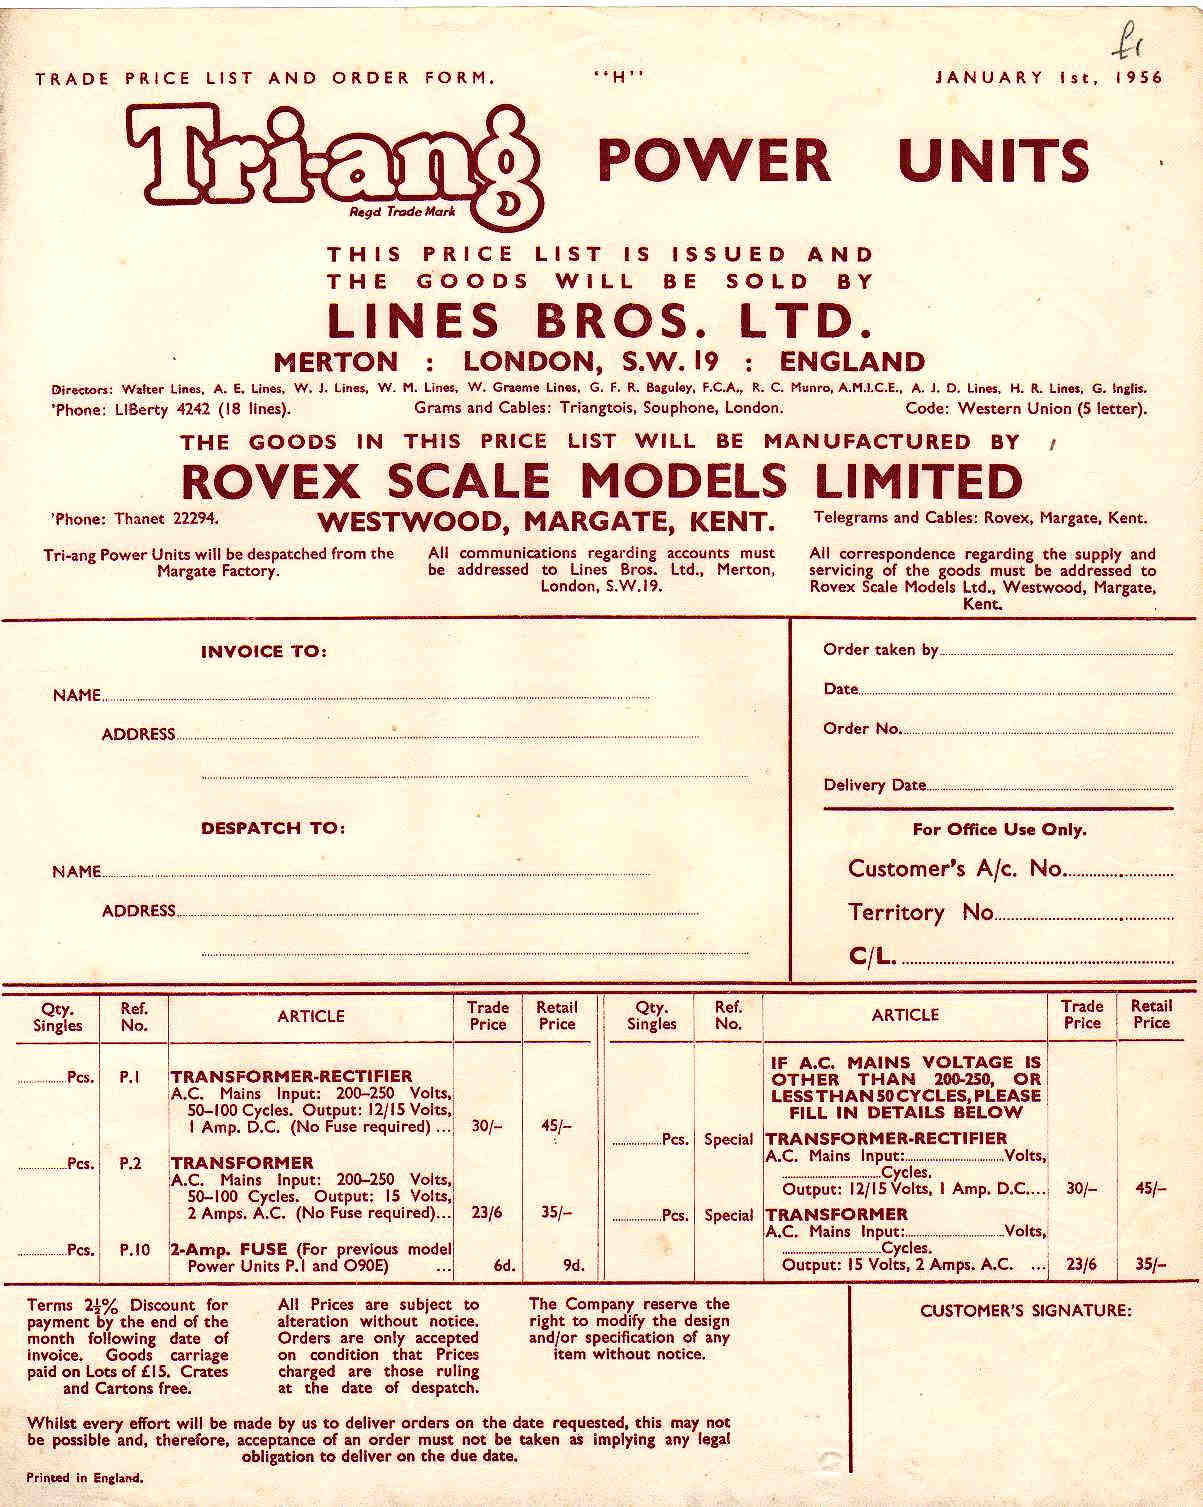 £1
TRADE PRICE LIST AND ORDER FORM. "H" JANUARY 1st, 1956
Tri-ang POWER UNITS
Regd Trade Mark
THIS PRICE LIST IS ISSUED AND
THE GOODS WILL BE SOLD BY
LINES BROS. LTD.
MERTON : LONDON, S.W. 19 : ENGLAND
Directors: Walter Lines, A. E. Lines, W. J. Lines, W. M. Lines, W. Graeme Lines, G. F. R. Baguley, F.C.A., R. C. Munro, A.M.I.C.E., A. J. D. Lines, H. R. Lines, G. Inglis.
'Phone: LIBerty 4242 (18 lines). Grams and Cables: Triangtois, Souphone, London. Code: Western Union (5 letter).
THE GOODS IN THIS PRICE LIST WILL BE MANUFACTURED BY
ROVEX SCALE MODELS LIMITED
'Phone: Thanet 22294. WESTWOOD, MARGATE, KENT. Telegrams and Cables: Rovex, Margate, Kent.
Tri-ang Power Units will be despatched from the
Margate Factory.
All communications regarding accounts must
be addressed to Lines Bros. Ltd., Merton,
London, S.W.19.
All correspondence regarding the supply and
servicing of the goods must be addressed to
Rovex Scale Models Ltd., Westwood, Margate,
Kent.
INVOICE TO:
NAME
ADDRESS
DESPATCH TO:
NAME
ADDRESS
Order taken by
Date
Order No.
Delivery Date
For Office Use Only.
Customer's A/c. No.
Territory No.
C/L.
Qty. Singles Ref. No. ARTICLE Trade Price Retail Price
Pcs. P.1 TRANSFORMER-RECTIFIER
A.C. Mains Input: 200–250 Volts,
50–100 Cycles. Output: 12/15 Volts,
1 Amp. D.C. (No Fuse required) ... 30/– 45/–
Pcs. P.2 TRANSFORMER
A.C. Mains Input: 200–250 Volts,
50–100 Cycles. Output: 15 Volts,
2 Amps. A.C. (No Fuse required)... 23/6 35/–
Pcs. P.10 2-Amp. FUSE (For previous model
Power Units P.1 and O90E) ... 6d. 9d.
Qty. Singles Ref. No. ARTICLE Trade Price Retail Price
IF A.C. MAINS VOLTAGE IS
OTHER THAN 200-250, OR
LESS THAN 50 CYCLES, PLEASE
FILL IN DETAILS BELOW
Pcs. Special TRANSFORMER-RECTIFIER
A.C. Mains Input: Volts,
Cycles.
Output: 12/15 Volts, 1 Amp. D.C.... 30/– 45/–
Pcs. Special TRANSFORMER
A.C. Mains Input: Volts,
Cycles.
Output: 15 Volts, 2 Amps. A.C. ... 23/6 35/–
Terms 2½% Discount for
payment by the end of the
month following date of
invoice. Goods carriage
paid on Lots of £15. Crates
and Cartons free.
All Prices are subject to
alteration without notice.
Orders are only accepted
on condition that Prices
charged are those ruling
at the date of despatch.
The Company reserve the
right to modify the design
and/or specification of any
item without notice.
Whilst every effort will be made by us to deliver orders on the date requested, this may not
be possible and, therefore, acceptance of an order must not be taken as implying any legal
obligation to deliver on the due date.
Printed in England.
CUSTOMER'S SIGNATURE: